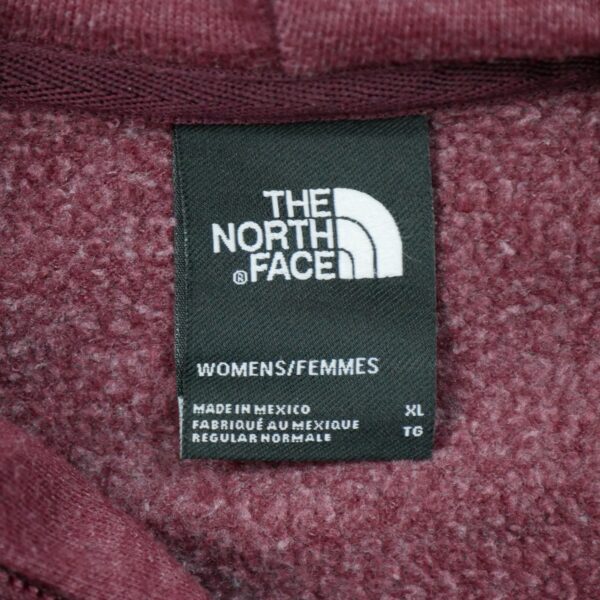 THE
NORTH
® FACE
WOMENS/FEMMES
MADE IN MEXICO XL
FABRIQUÉ AU MEXIQUE TG
REGULAR NORMALE